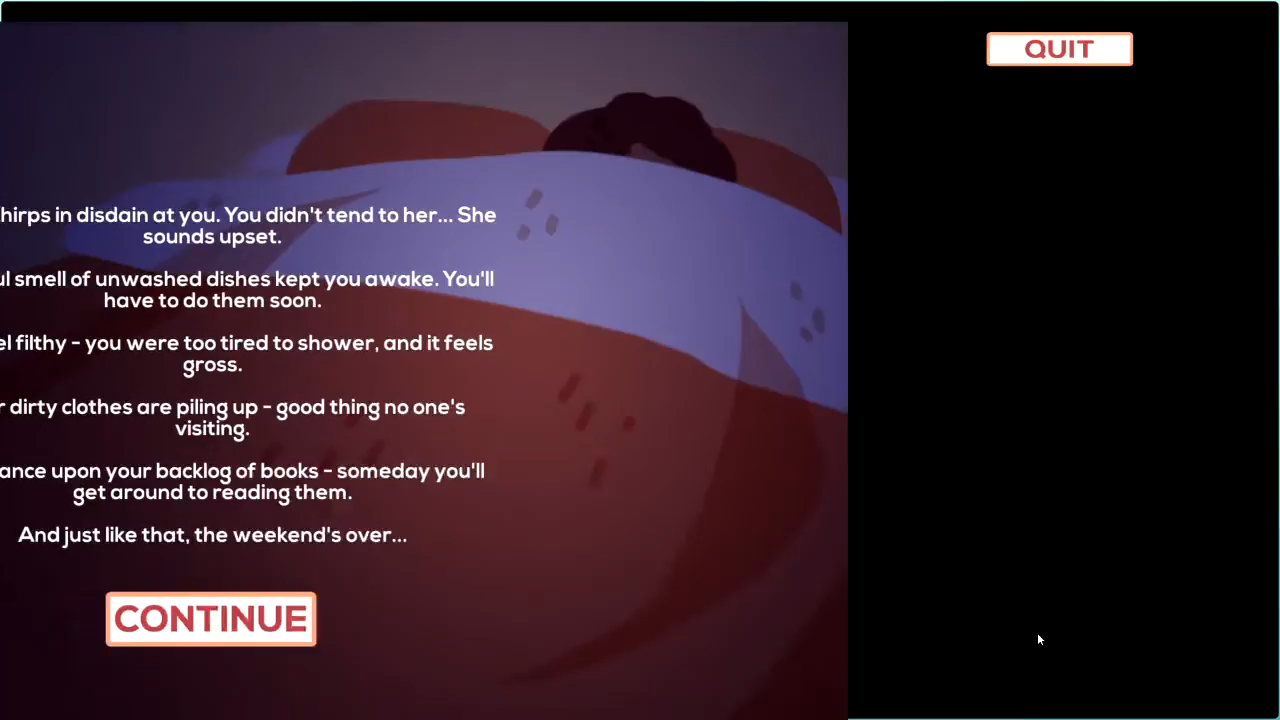 QUIT
hirps in disdain at you. You didn't tend to her... She
sounds upset.
ul smell of unwashed dishes kept you awake. You'll
have to do them soon.
el filthy - you were too tired to shower, and it feels
gross.
r dirty clothes are piling up - good thing no one's
visiting.
ance upon your backlog of books - someday you'll
get around to reading them.
And just like that, the weekend's over...
CONTINUE